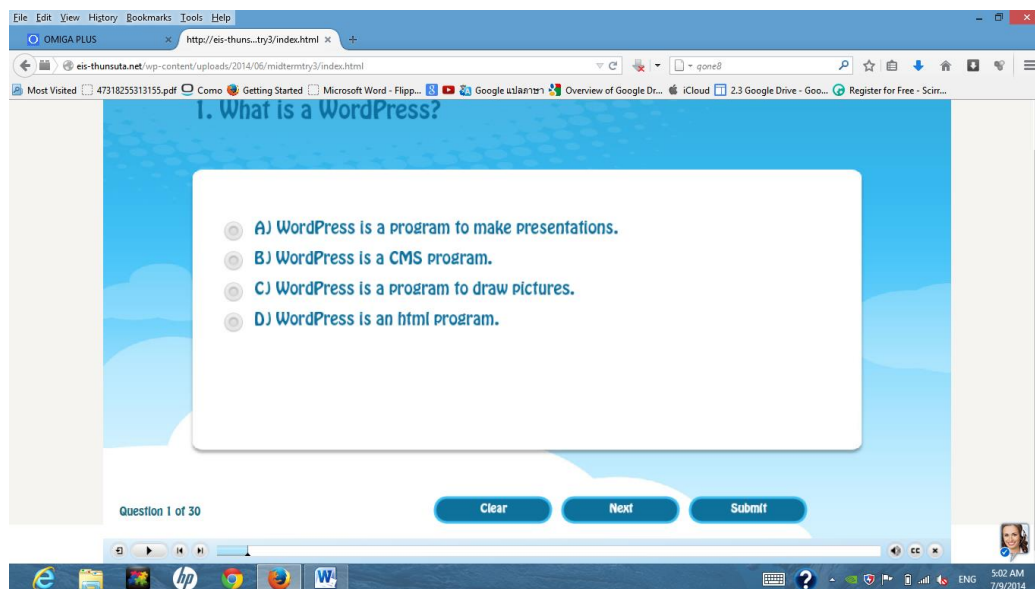 File Edit View History Bookmarks Tools Help
OMIGA PLUS × http://eis-thuns...try3/index.html × +
eis-thunsuta.net/wp-content/uploads/2014/06/midtermtry3/index.html qone8
Most Visited 47318255313155.pdf Como Getting Started Microsoft Word - Flipp... Google แปลภาษา Overview of Google Dr... iCloud 2.3 Google Drive - Goo... Register for Free - Scirr...
1. What is a WordPress?
A) WordPress is a program to make presentations.
B) WordPress is a CMS program.
C) WordPress is a program to draw pictures.
D) WordPress is an html program.
Question 1 of 30 Clear Next Submit
CC
ENG 5:02 AM
7/9/2014